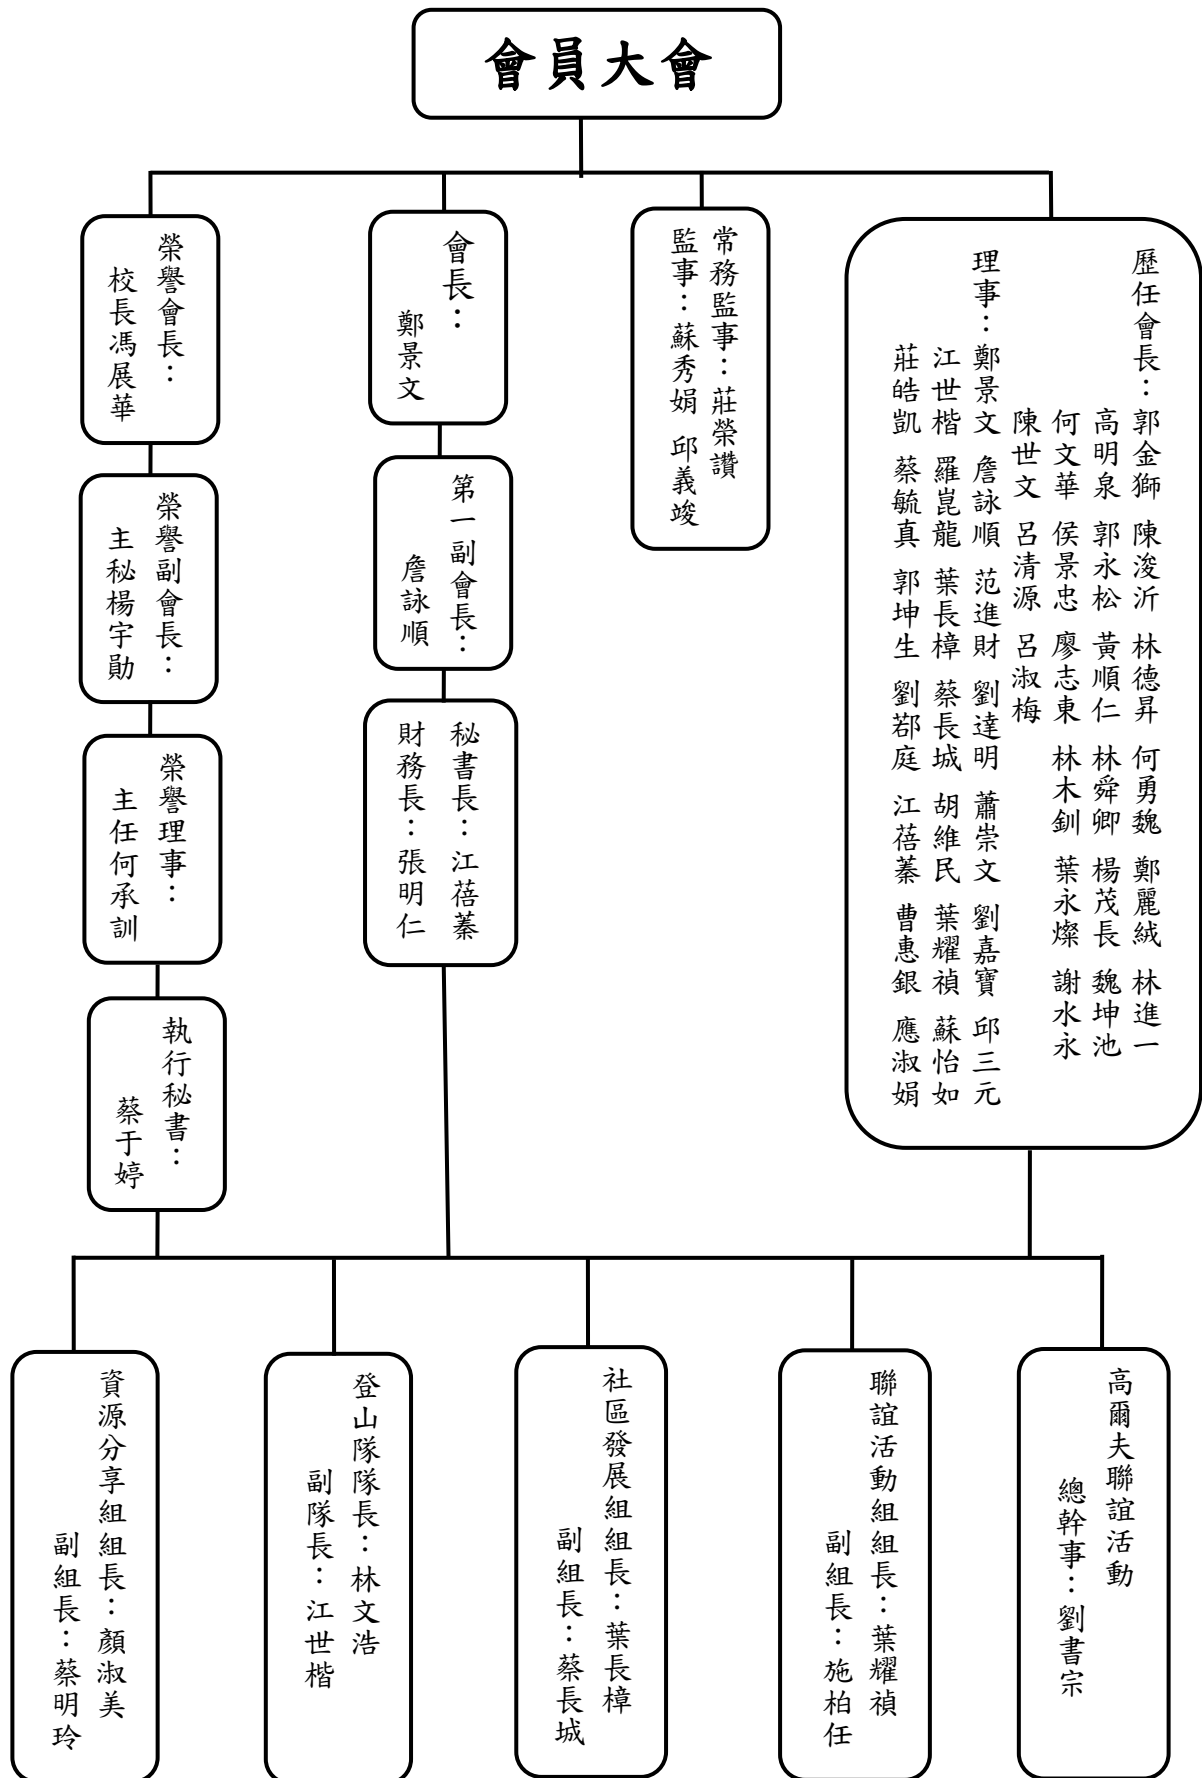 會員大會
歷任會長：郭金獅 陳浚沂 林德昇 何勇魏 鄭麗絨 林進一
高明泉 郭永松 黃順仁 林舜卿 楊茂長 魏坤池
何文華 侯景忠 廖志東 林木釧 葉永燦 謝水永
陳世文 呂清源 呂淑梅
理事：鄭景文 詹詠順 范進財 劉達明 蕭崇文 劉嘉寶 邱三元
江世楷 羅崑龍 葉長樟 蔡長城 胡維民 葉耀禎 蘇怡如
莊皓凱 蔡毓真 郭坤生 劉蔀庭 江蓓蓁 曹惠銀 應淑娟
常務監事：莊榮讚
監事：蘇秀娟 邱義竣
會長：
鄭景文
第一副會長：
詹詠順
秘書長：江蓓蓁
財務長：張明仁
榮譽會長：
校長馮展華
榮譽副會長：
主秘楊宇勛
榮譽理事：
主任何承訓
執行秘書：
蔡于婷
高爾夫聯誼活動
總幹事：劉書宗
聯誼活動組組長：葉耀禎
副組長：施柏任
社區發展組組長：葉長樟
副組長：蔡長城
登山隊隊長：林文浩
副隊長：江世楷
資源分享組組長：顏淑美
副組長：蔡明玲